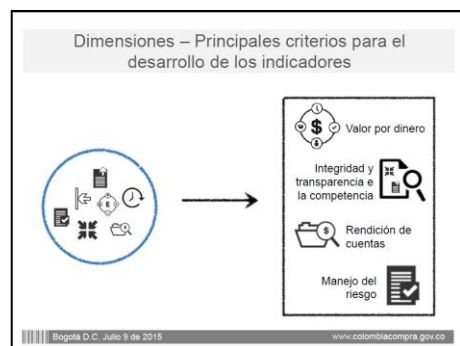 Dimensiones – Principales criterios para el
desarrollo de los indicadores
$
Valor por dinero
Integridad y
transparencia e
la competencia
$
Rendición de
cuentas
Manejo del
riesgo
Bogotá D.C. Julio 9 de 2015
www.colombiacompra.gov.co